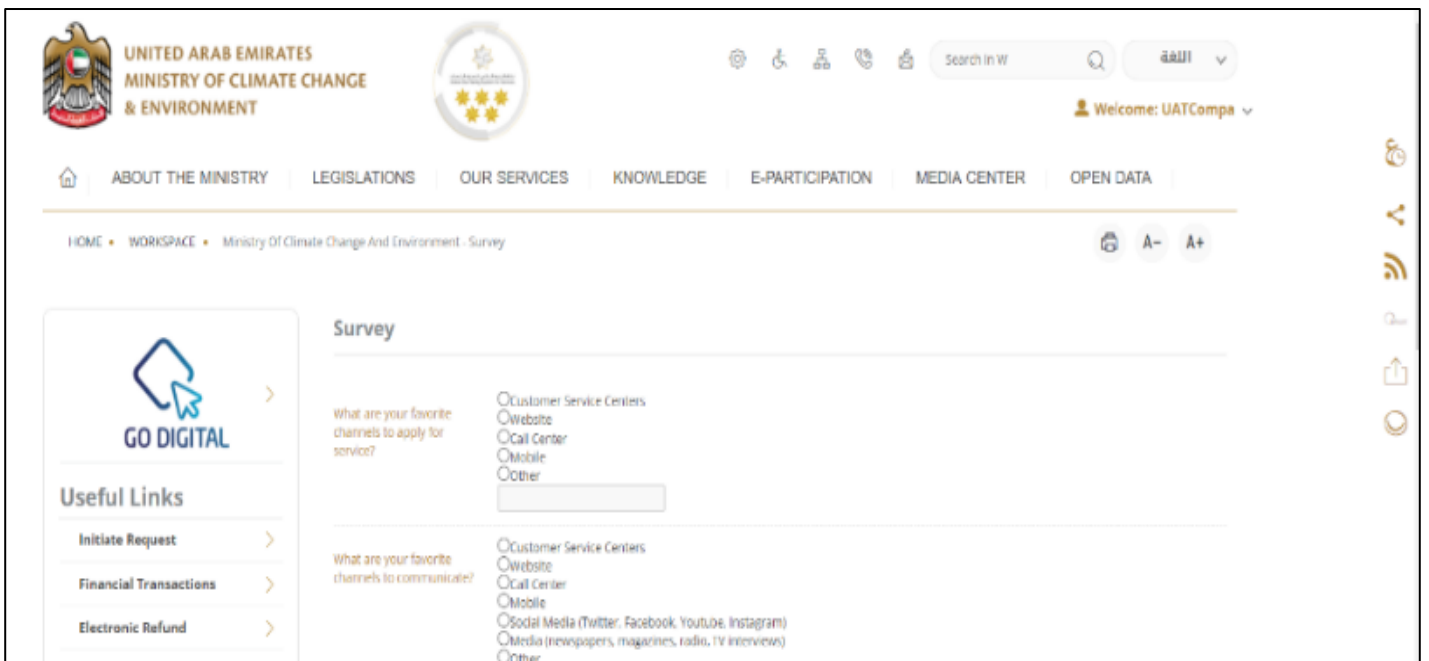 UNITED ARAB EMIRATES
MINISTRY OF CLIMATE CHANGE
& ENVIRONMENT
Search In W
اللغة
Welcome: UATCompa
ABOUT THE MINISTRY
LEGISLATIONS
OUR SERVICES
KNOWLEDGE
E-PARTICIPATION
MEDIA CENTER
OPEN DATA
HOME • WORKSPACE • Ministry Of Climate Change And Environment - Survey
A- A+
GO DIGITAL
Useful Links
Initiate Request
Financial Transactions
Electronic Refund
Survey
What are your favorite
channels to apply for
service?
Customer Service Centers
Website
Call Center
Mobile
Other
What are your favorite
channels to communicate?
Customer Service Centers
Website
Call Center
Mobile
Social Media (Twitter, Facebook, Youtube, Instagram)
Media (newspapers, magazines, radio, TV interviews)
Other